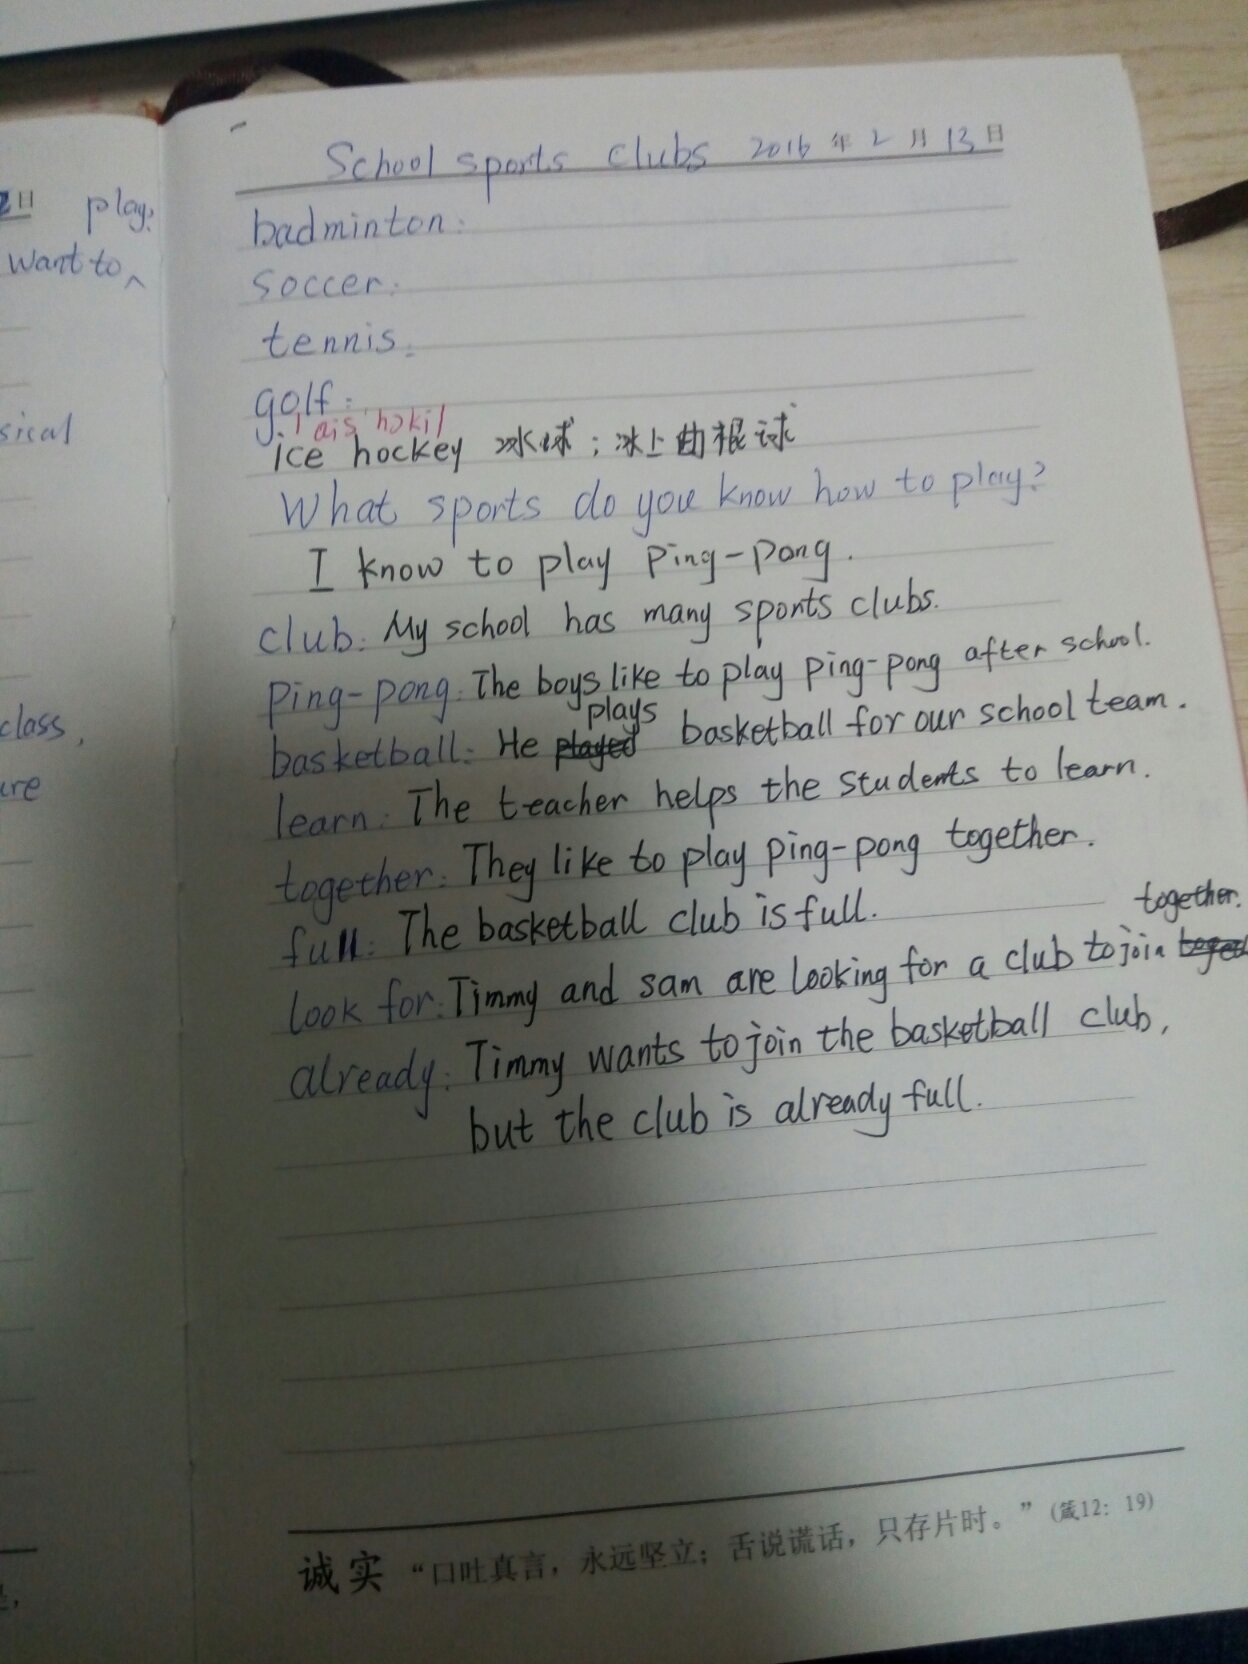 play?
want to ^
sical
class,
ure
School sports clubs 2016年2月13日
badminton:
soccer:
tennis:
golf:
ice hockey 冰球；冰上曲棍球
What sports do you know how to play?
I know to play ping-pong.
club: My school has many sports clubs.
ping-pong: The boys like to play ping-pong after school.
plays
basketball: He played basketball for our school team.
learn: The teacher helps the students to learn.
together: They like to play ping-pong together.
full: The basketball club is full.
together.
look for: Timmy and sam are looking for a club to join
already: Timmy wants to join the basketball club,
but the club is already full.
诚实 “口吐真言，永远坚立；舌说谎话，只存片时。”（箴12：19）